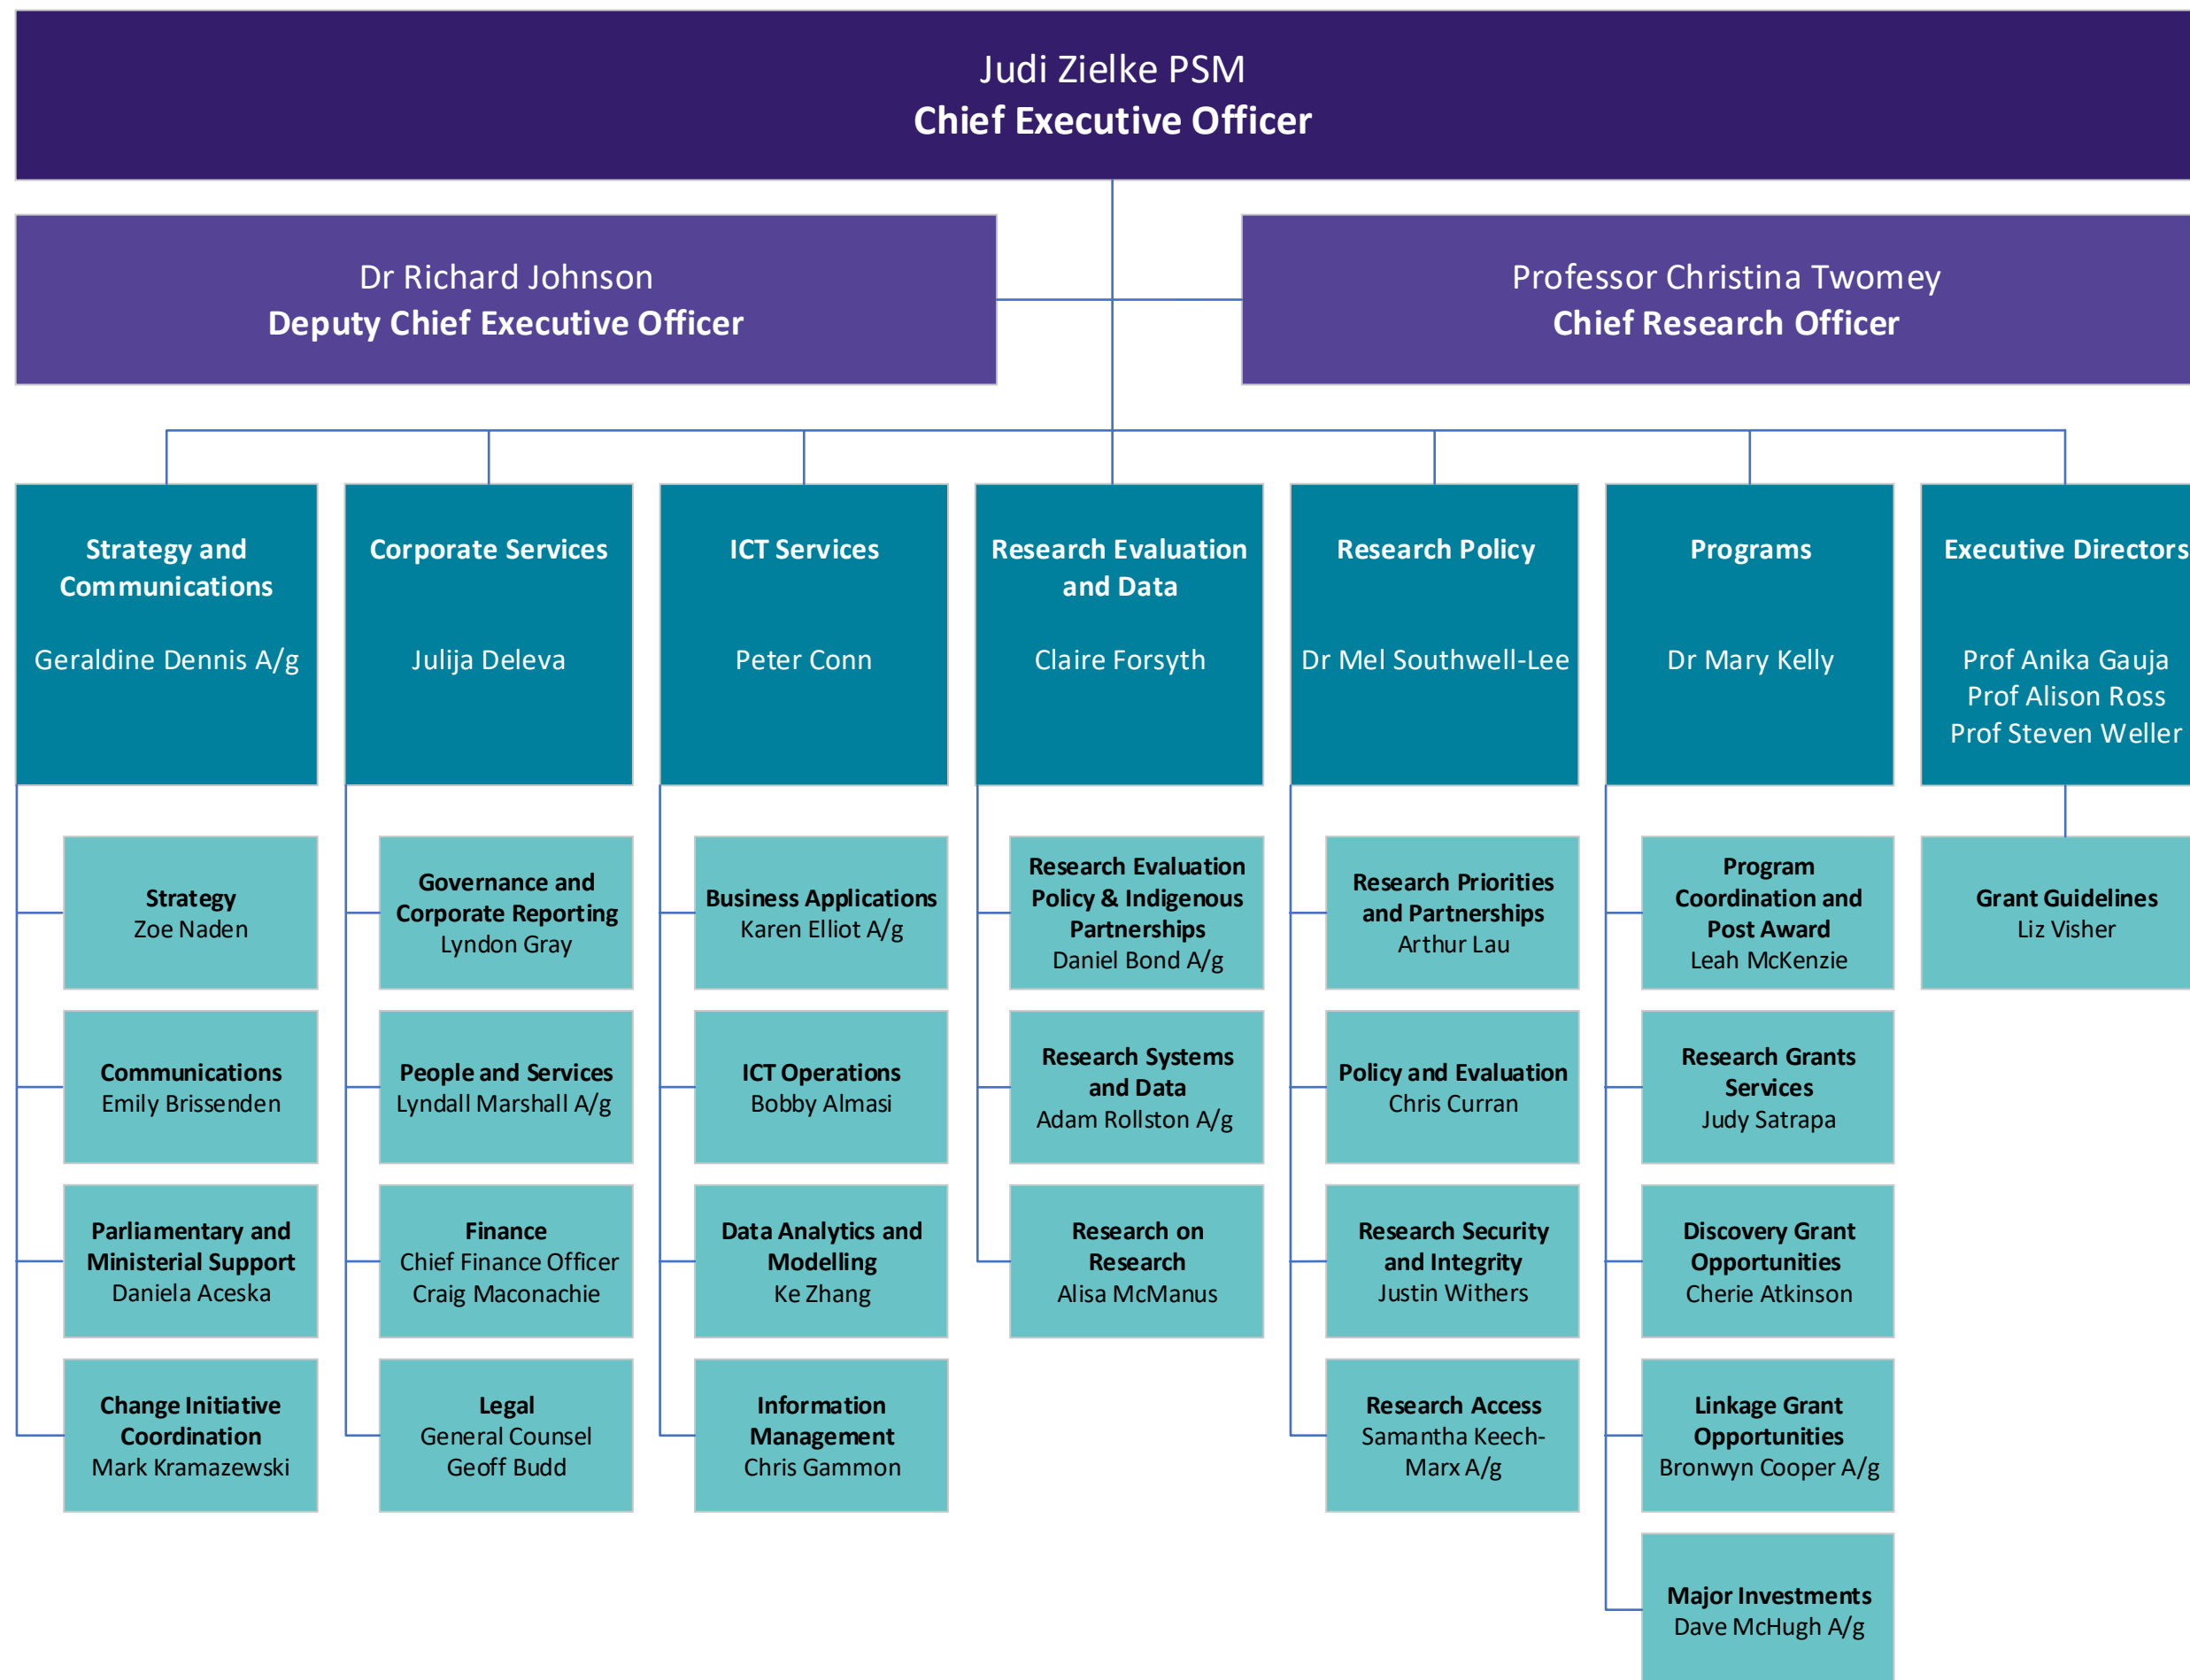 Judi Zielke PSM
Chief Executive Officer
Dr Richard Johnson
Deputy Chief Executive Officer
Professor Christina Twomey
Chief Research Officer
Strategy and
Communications
Geraldine Dennis A/g
Corporate Services
Julija Deleva
ICT Services
Peter Conn
Research Evaluation
and Data
Claire Forsyth
Research Policy
Dr Mel Southwell-Lee
Programs
Dr Mary Kelly
Executive Directors
Prof Anika Gauja
Prof Alison Ross
Prof Steven Weller
Strategy
Zoe Naden
Communications
Emily Brissenden
Parliamentary and
Ministerial Support
Daniela Aceska
Change Initiative
Coordination
Mark Kramazewski
Governance and
Corporate Reporting
Lyndon Gray
People and Services
Lyndall Marshall A/g
Finance
Chief Finance Officer
Craig Maconachie
Legal
General Counsel
Geoff Budd
Business Applications
Karen Elliot A/g
ICT Operations
Bobby Almasi
Data Analytics and
Modelling
Ke Zhang
Information
Management
Chris Gammon
Research Evaluation
Policy & Indigenous
Partnerships
Daniel Bond A/g
Research Systems
and Data
Adam Rollston A/g
Research on
Research
Alisa McManus
Research Priorities
and Partnerships
Arthur Lau
Policy and Evaluation
Chris Curran
Research Security
and Integrity
Justin Withers
Research Access
Samantha Keech-
Marx A/g
Program
Coordination and
Post Award
Leah McKenzie
Research Grants
Services
Judy Satrapa
Discovery Grant
Opportunities
Cherie Atkinson
Linkage Grant
Opportunities
Bronwyn Cooper A/g
Major Investments
Dave McHugh A/g
Grant Guidelines
Liz Visher